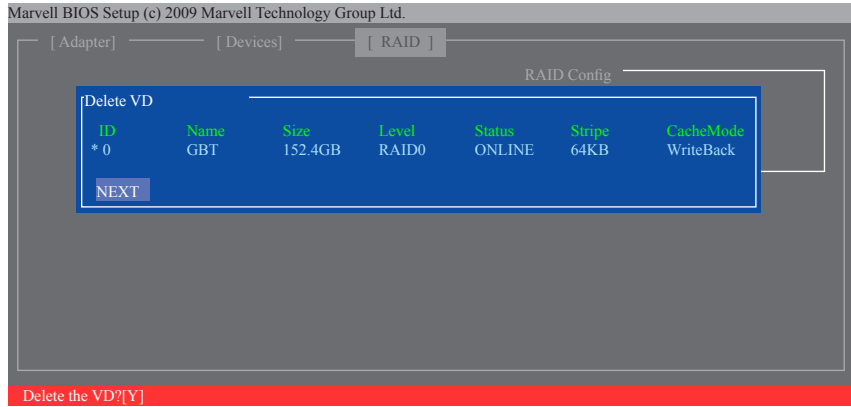 Marvell BIOS Setup (c) 2009 Marvell Technology Group Ltd.
[ Adapter] [ Devices] [ RAID ]
RAID Config
Delete VD
ID Name Size Level Status Stripe CacheMode
* 0 GBT 152.4GB RAID0 ONLINE 64KB WriteBack
NEXT
Delete the VD?[Y]